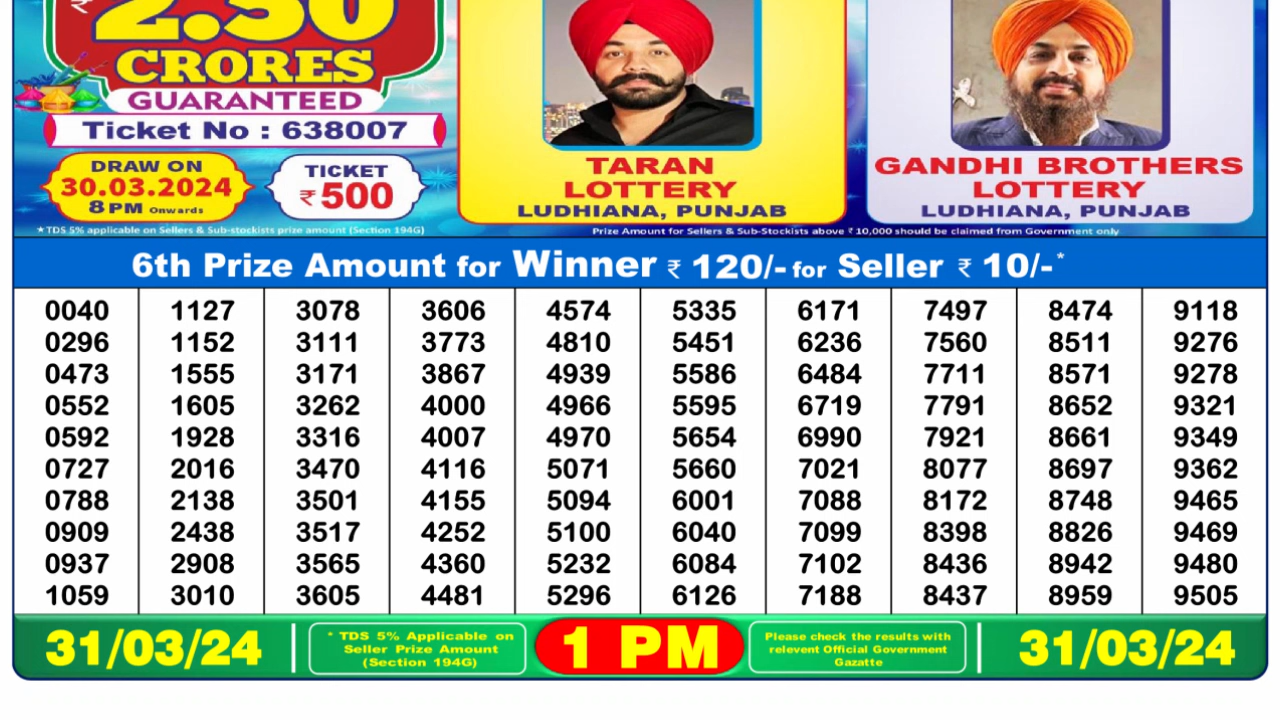 ₹ 2.50
CRORES
GUARANTEED
Ticket No : 638007
DRAW ON
30.03.2024
8 PM Onwards
TICKET
₹ 500
★TDS 5% applicable on Sellers & Sub-stockists prize amount (Section 194G)
TARAN
LOTTERY
LUDHIANA, PUNJAB
GANDHI BROTHERS
LOTTERY
LUDHIANA, PUNJAB
Prize Amount for Sellers & Sub-Stockists above ₹ 10,000 should be claimed from Government only
6th Prize Amount for Winner ₹ 120/- for Seller ₹ 10/-*
0040 1127 3078 3606 4574 5335 6171 7497 8474 9118
0296 1152 3111 3773 4810 5451 6236 7560 8511 9276
0473 1555 3171 3867 4939 5586 6484 7711 8571 9278
0552 1605 3262 4000 4966 5595 6719 7791 8652 9321
0592 1928 3316 4007 4970 5654 6990 7921 8661 9349
0727 2016 3470 4116 5071 5660 7021 8077 8697 9362
0788 2138 3501 4155 5094 6001 7088 8172 8748 9465
0909 2438 3517 4252 5100 6040 7099 8398 8826 9469
0937 2908 3565 4360 5232 6084 7102 8436 8942 9480
1059 3010 3605 4481 5296 6126 7188 8437 8959 9505
31/03/24
* TDS 5% Applicable on
Seller Prize Amount
(Section 194G)
1 PM
Please check the results with
relevent Official Government
Gazatte
31/03/24